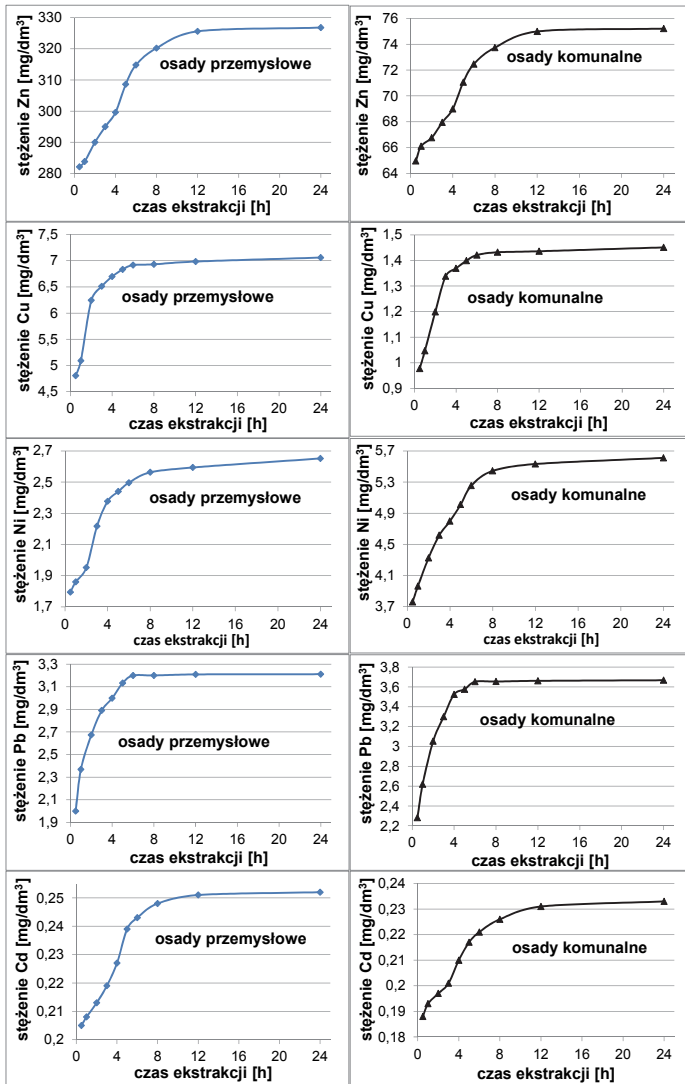 stężenie Zn [mg/dm³]
330
320
310
300
290
280
osady przemysłowe
0 4 8 12 16 20 24
czas ekstrakcji [h]
stężenie Zn [mg/dm³]
76
74
72
70
68
66
64
osady komunalne
0 4 8 12 16 20 24
czas ekstrakcji [h]
stężenie Cu [mg/dm³]
7,5
7
6,5
6
5,5
5
4,5
osady przemysłowe
0 4 8 12 16 20 24
czas ekstrakcji [h]
stężenie Cu [mg/dm³]
1,5
1,4
1,3
1,2
1,1
1
0,9
osady komunalne
0 4 8 12 16 20 24
czas ekstrakcji [h]
stężenie Ni [mg/dm³]
2,7
2,5
2,3
2,1
1,9
1,7
osady przemysłowe
0 4 8 12 16 20 24
czas ekstrakcji [h]
stężenie Ni [mg/dm³]
5,7
5,3
4,9
4,5
4,1
3,7
osady komunalne
0 4 8 12 16 20 24
czas ekstrakcji [h]
stężenie Pb [mg/dm³]
3,3
3,1
2,9
2,7
2,5
2,3
2,1
1,9
osady przemysłowe
0 4 8 12 16 20 24
czas ekstrakcji [h]
stężenie Pb [mg/dm³]
3,8
3,6
3,4
3,2
3
2,8
2,6
2,4
2,2
osady komunalne
0 4 8 12 16 20 24
czas ekstrakcji [h]
stężenie Cd [mg/dm³]
0,25
0,24
0,23
0,22
0,21
0,2
osady przemysłowe
0 4 8 12 16 20 24
czas ekstrakcji [h]
stężenie Cd [mg/dm³]
0,24
0,23
0,22
0,21
0,2
0,19
0,18
osady komunalne
0 4 8 12 16 20 24
czas ekstrakcji [h]